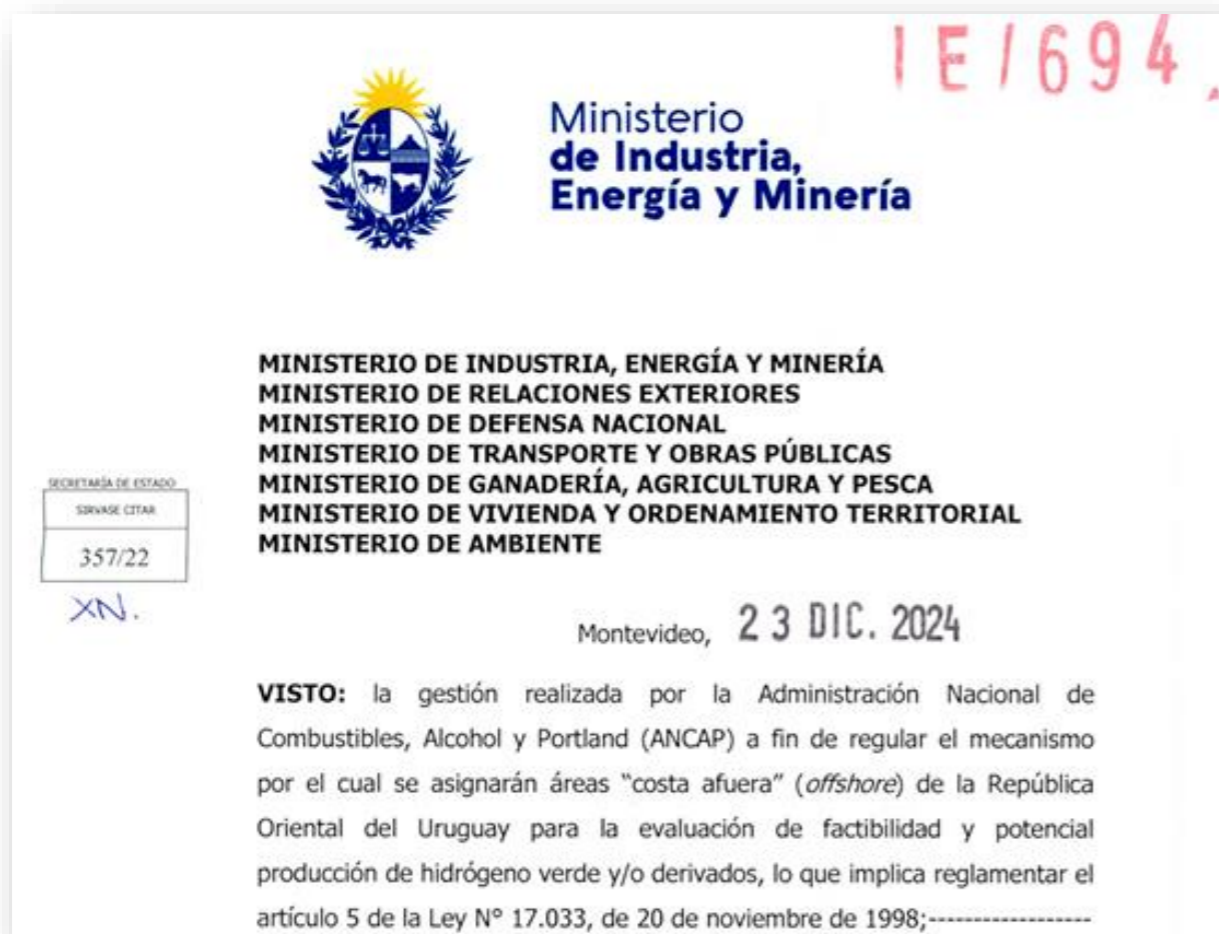 IE/694
Ministerio
de Industria,
Energía y Minería
MINISTERIO DE INDUSTRIA, ENERGÍA Y MINERÍA
MINISTERIO DE RELACIONES EXTERIORES
MINISTERIO DE DEFENSA NACIONAL
MINISTERIO DE TRANSPORTE Y OBRAS PÚBLICAS
MINISTERIO DE GANADERÍA, AGRICULTURA Y PESCA
MINISTERIO DE VIVIENDA Y ORDENAMIENTO TERRITORIAL
MINISTERIO DE AMBIENTE
SECRETARÍA DE ESTADO
SIRVASE CITAR
357/22
XN.
Montevideo, 23 DIC. 2024
VISTO: la gestión realizada por la Administración Nacional de
Combustibles, Alcohol y Portland (ANCAP) a fin de regular el mecanismo
por el cual se asignarán áreas "costa afuera" (offshore) de la República
Oriental del Uruguay para la evaluación de factibilidad y potencial
producción de hidrógeno verde y/o derivados, lo que implica reglamentar el
artículo 5 de la Ley Nº 17.033, de 20 de noviembre de 1998;------------------